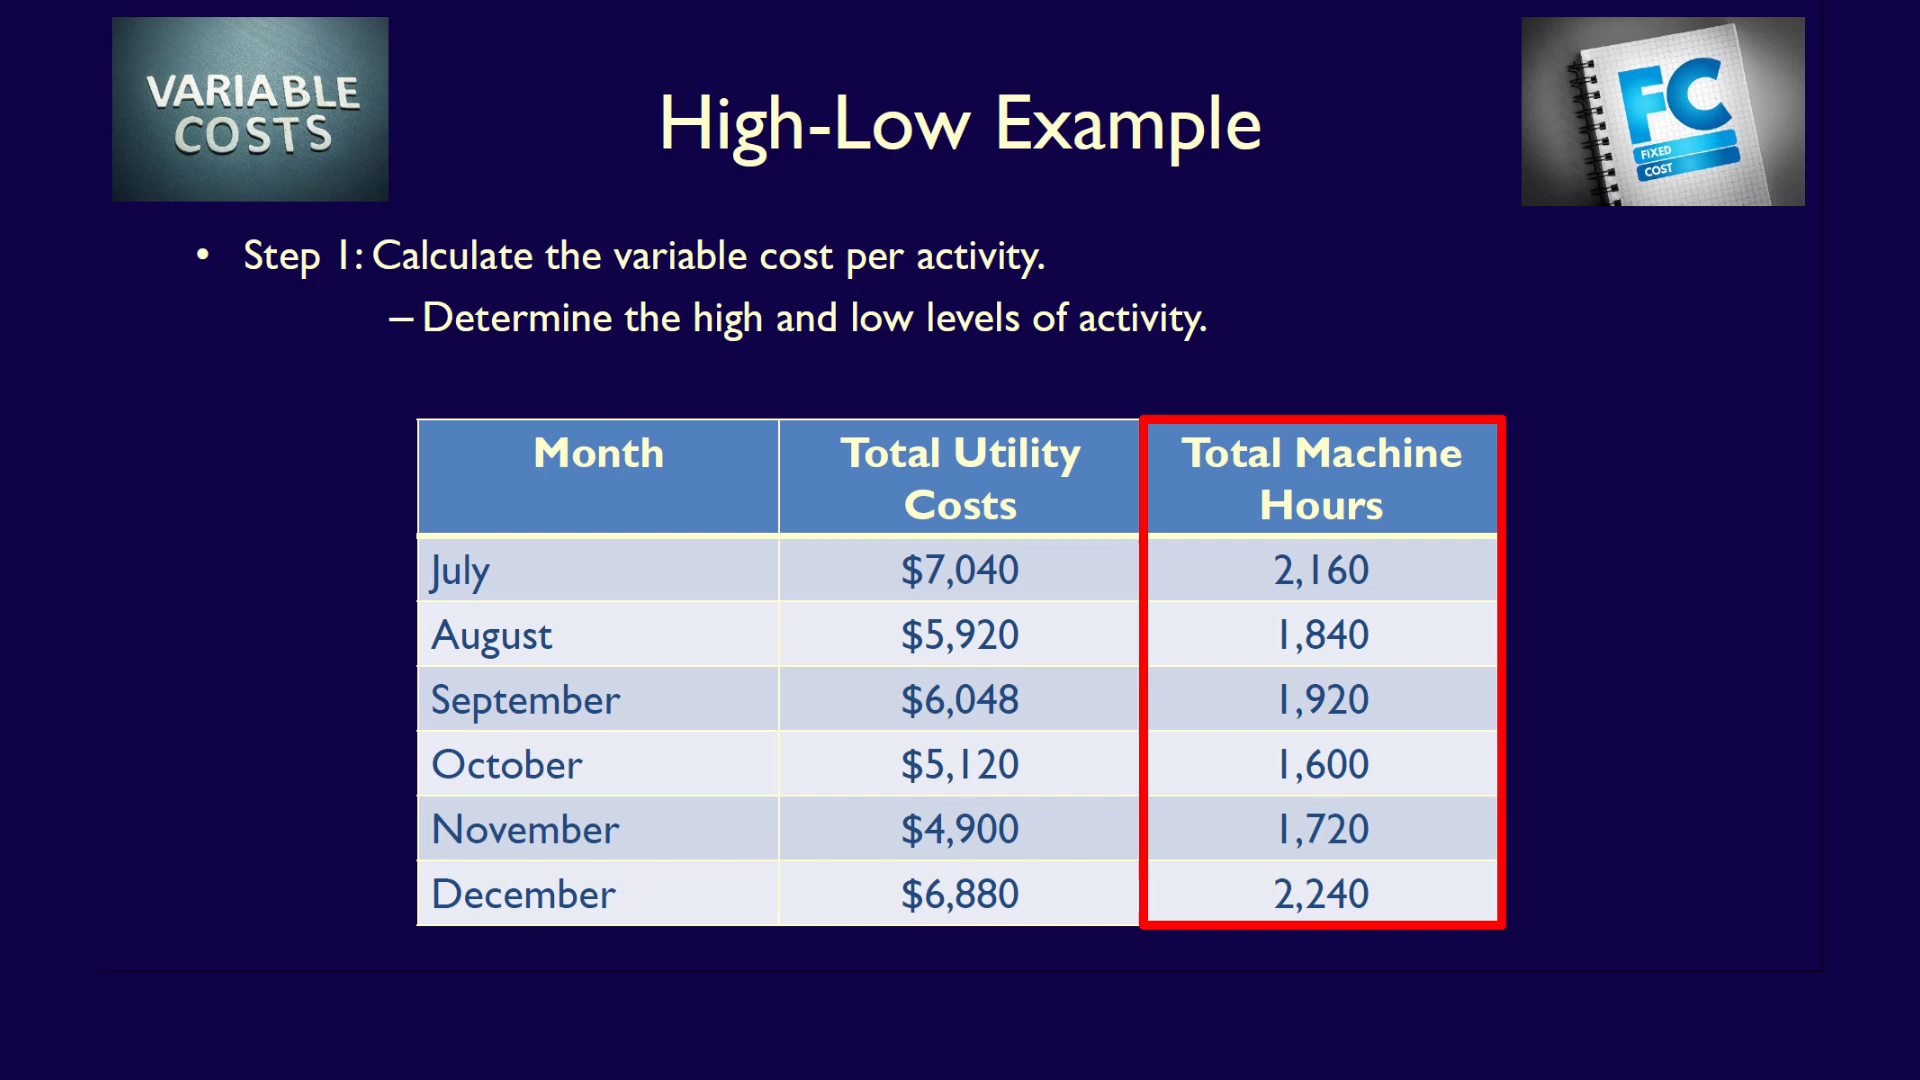 VARIABLE
COSTS
High-Low Example
FC
FIXED
COST
• Step 1: Calculate the variable cost per activity.
– Determine the high and low levels of activity.
Month Total Utility Costs Total Machine Hours
July $7,040 2,160
August $5,920 1,840
September $6,048 1,920
October $5,120 1,600
November $4,900 1,720
December $6,880 2,240